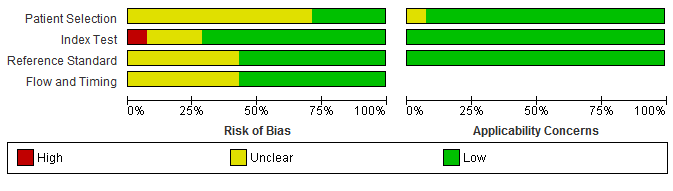 Patient Selection
Index Test
Reference Standard
Flow and Timing
0% 25% 50% 75% 100% 0% 25% 50% 75% 100%
Risk of Bias Applicability Concerns
High Unclear Low